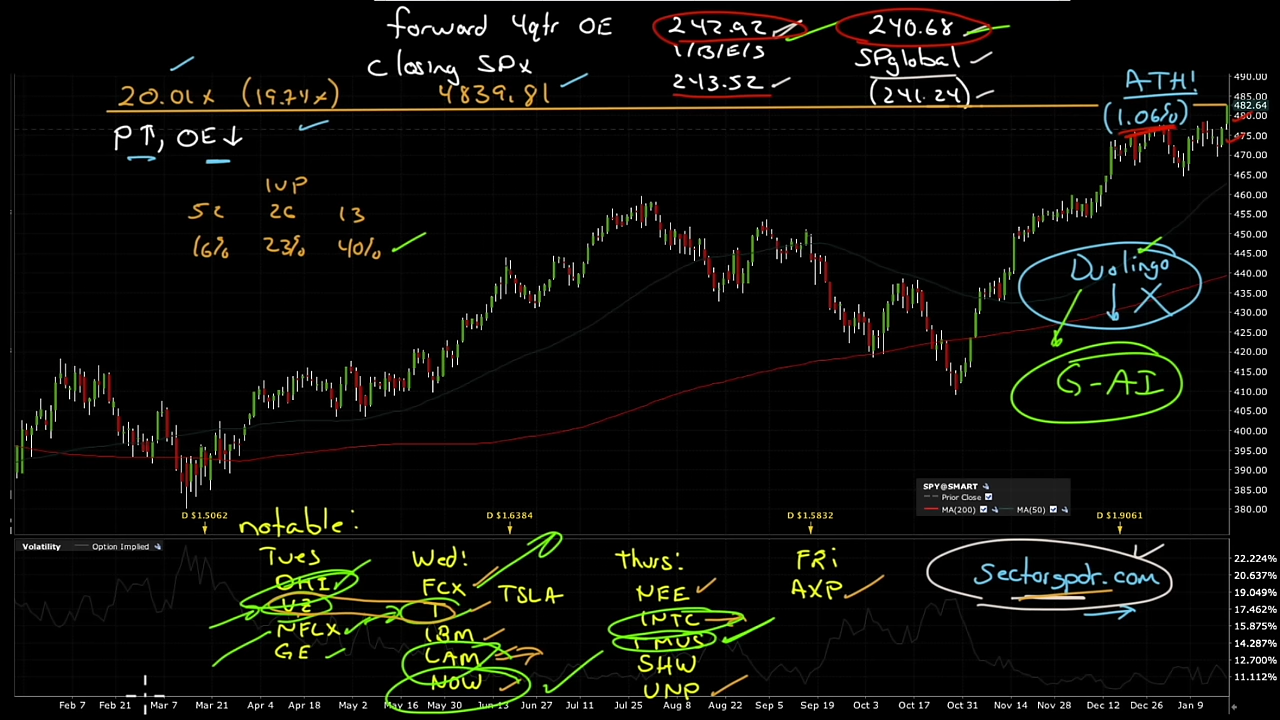 forward 4qtr OE 242.92 240.68
I/B/E/S SPglobal
closing SPx 243.52 (241.24)
20.01x (19.74x) 4839.81
A-TH!
(1.06%)
P↑, OE↓
IVP
52 26 13
16% 23% 40%
Duolingo
G-AI
490.00
485.00
482.64
480.00
475.00
470.00
465.00
460.00
455.00
450.00
445.00
440.00
435.00
430.00
425.00
420.00
415.00
410.00
405.00
400.00
395.00
390.00
385.00
380.00
SPY@SMART
Prior Close
MA(200) MA(50)
D $1.5062 D $1.6384 D $1.5832 D $1.9061
notable:
Volatility Option Implied
Tues Wed! Thurs: FRi
DHI FCX TSLA NEE AXP
VZ T INTC
NFLX IBM TMUS
GE LAM SHW
NOW UNP
sectorspdr.com
22.224%
20.637%
19.049%
17.462%
15.875%
14.287%
12.700%
11.112%
Feb 7 Feb 21 Mar 7 Mar 21 Apr 4 Apr 18 May 2 May 16 May 30 Jun 13 Jun 27 Jul 11 Jul 25 Aug 8 Aug 22 Sep 5 Sep 19 Oct 3 Oct 17 Oct 31 Nov 14 Nov 28 Dec 12 Dec 26 Jan 9